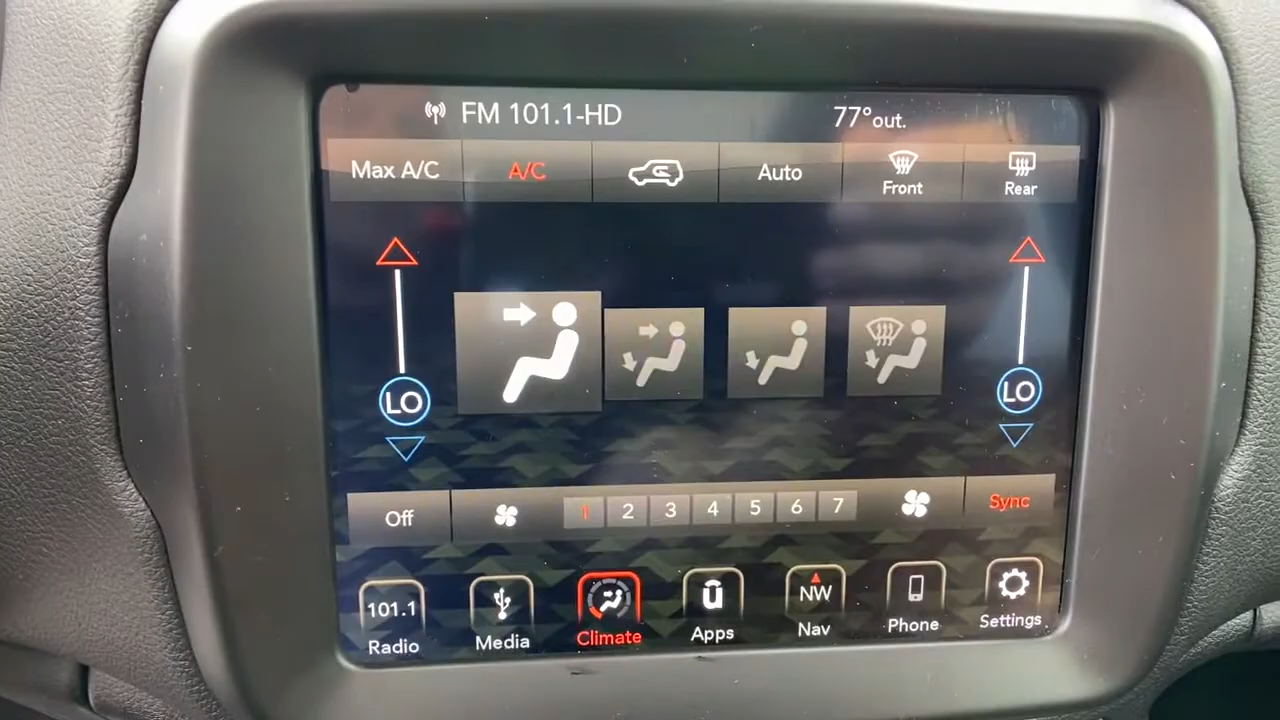 FM 101.1-HD 77°out.
Max A/C A/C Auto Front Rear
LO LO
Off 1 2 3 4 5 6 7 Sync
101.1 NW
Radio Media Climate Apps Nav Phone Settings